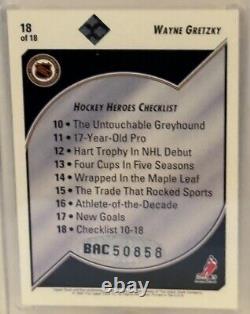 18
of 18
WAYNE GRETZKY
HOCKEY HEROES CHECKLIST
10 • The Untouchable Greyhound
11 • 17-Year-Old Pro
12 • Hart Trophy In NHL Debut
13 • Four Cups In Five Seasons
14 • Wrapped In the Maple Leaf
15 • The Trade That Rocked Sports
16 • Athlete-of-the-Decade
17 • New Goals
18 • Checklist 10-18
BAC50858